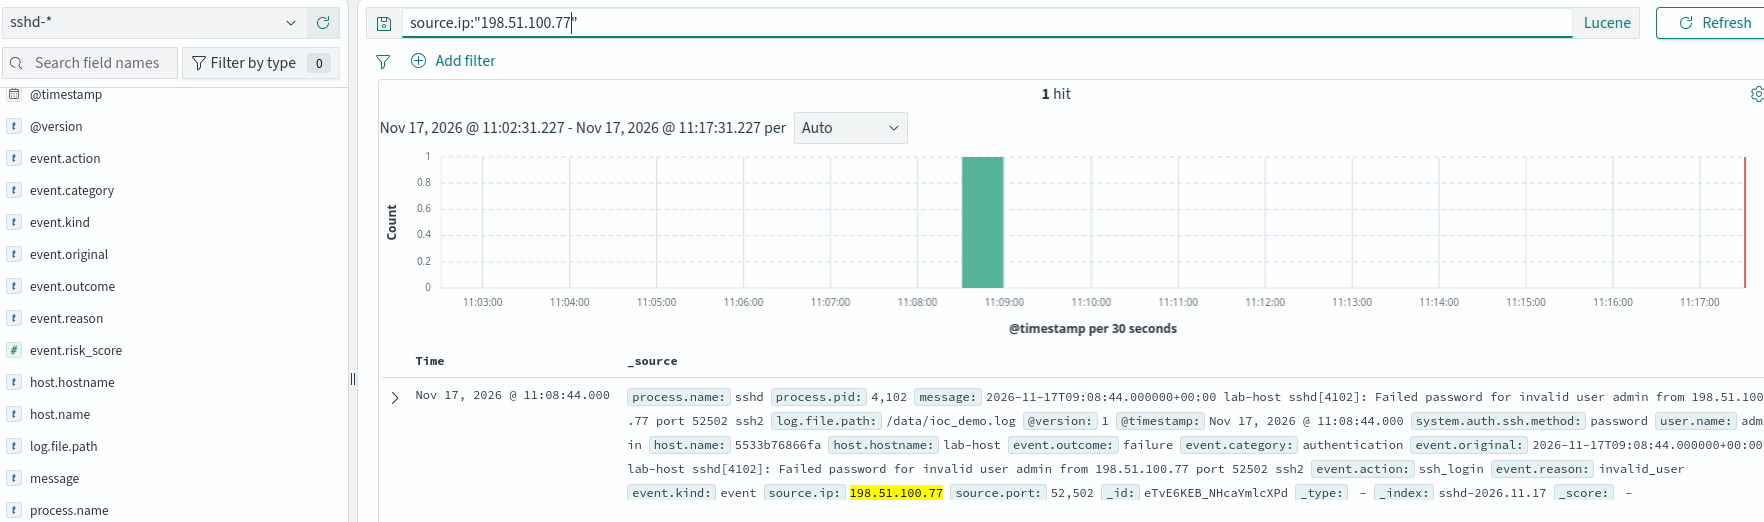 sshd-*
Search field names
Filter by type 0
@timestamp
@version
event.action
event.category
event.kind
event.original
event.outcome
event.reason
event.risk_score
host.hostname
host.name
log.file.path
message
process.name
source.ip:"198.51.100.77"
Lucene
Refresh
Add filter
1 hit
Nov 17, 2026 @ 11:02:31.227 - Nov 17, 2026 @ 11:17:31.227 per Auto
Count
1
0.8
0.6
0.4
0.2
0
11:03:00 11:04:00 11:05:00 11:06:00 11:07:00 11:08:00 11:09:00 11:10:00 11:11:00 11:12:00 11:13:00 11:14:00 11:15:00 11:16:00 11:17:00
@timestamp per 30 seconds
Time _source
Nov 17, 2026 @ 11:08:44.000 process.name: sshd process.pid: 4,102 message: 2026-11-17T09:08:44.000000+00:00 lab-host sshd[4102]: Failed password for invalid user admin from 198.51.100
.77 port 52502 ssh2 log.file.path: /data/ioc_demo.log @version: 1 @timestamp: Nov 17, 2026 @ 11:08:44.000 system.auth.ssh.method: password user.name: adm
in host.name: 5533b76866fa host.hostname: lab-host event.outcome: failure event.category: authentication event.original: 2026-11-17T09:08:44.000000+00:00
lab-host sshd[4102]: Failed password for invalid user admin from 198.51.100.77 port 52502 ssh2 event.action: ssh_login event.reason: invalid_user
event.kind: event source.ip: 198.51.100.77 source.port: 52,502 _id: eTvE6KEB_NHcaYmlcXPd _type: - _index: sshd-2026.11.17 _score: -